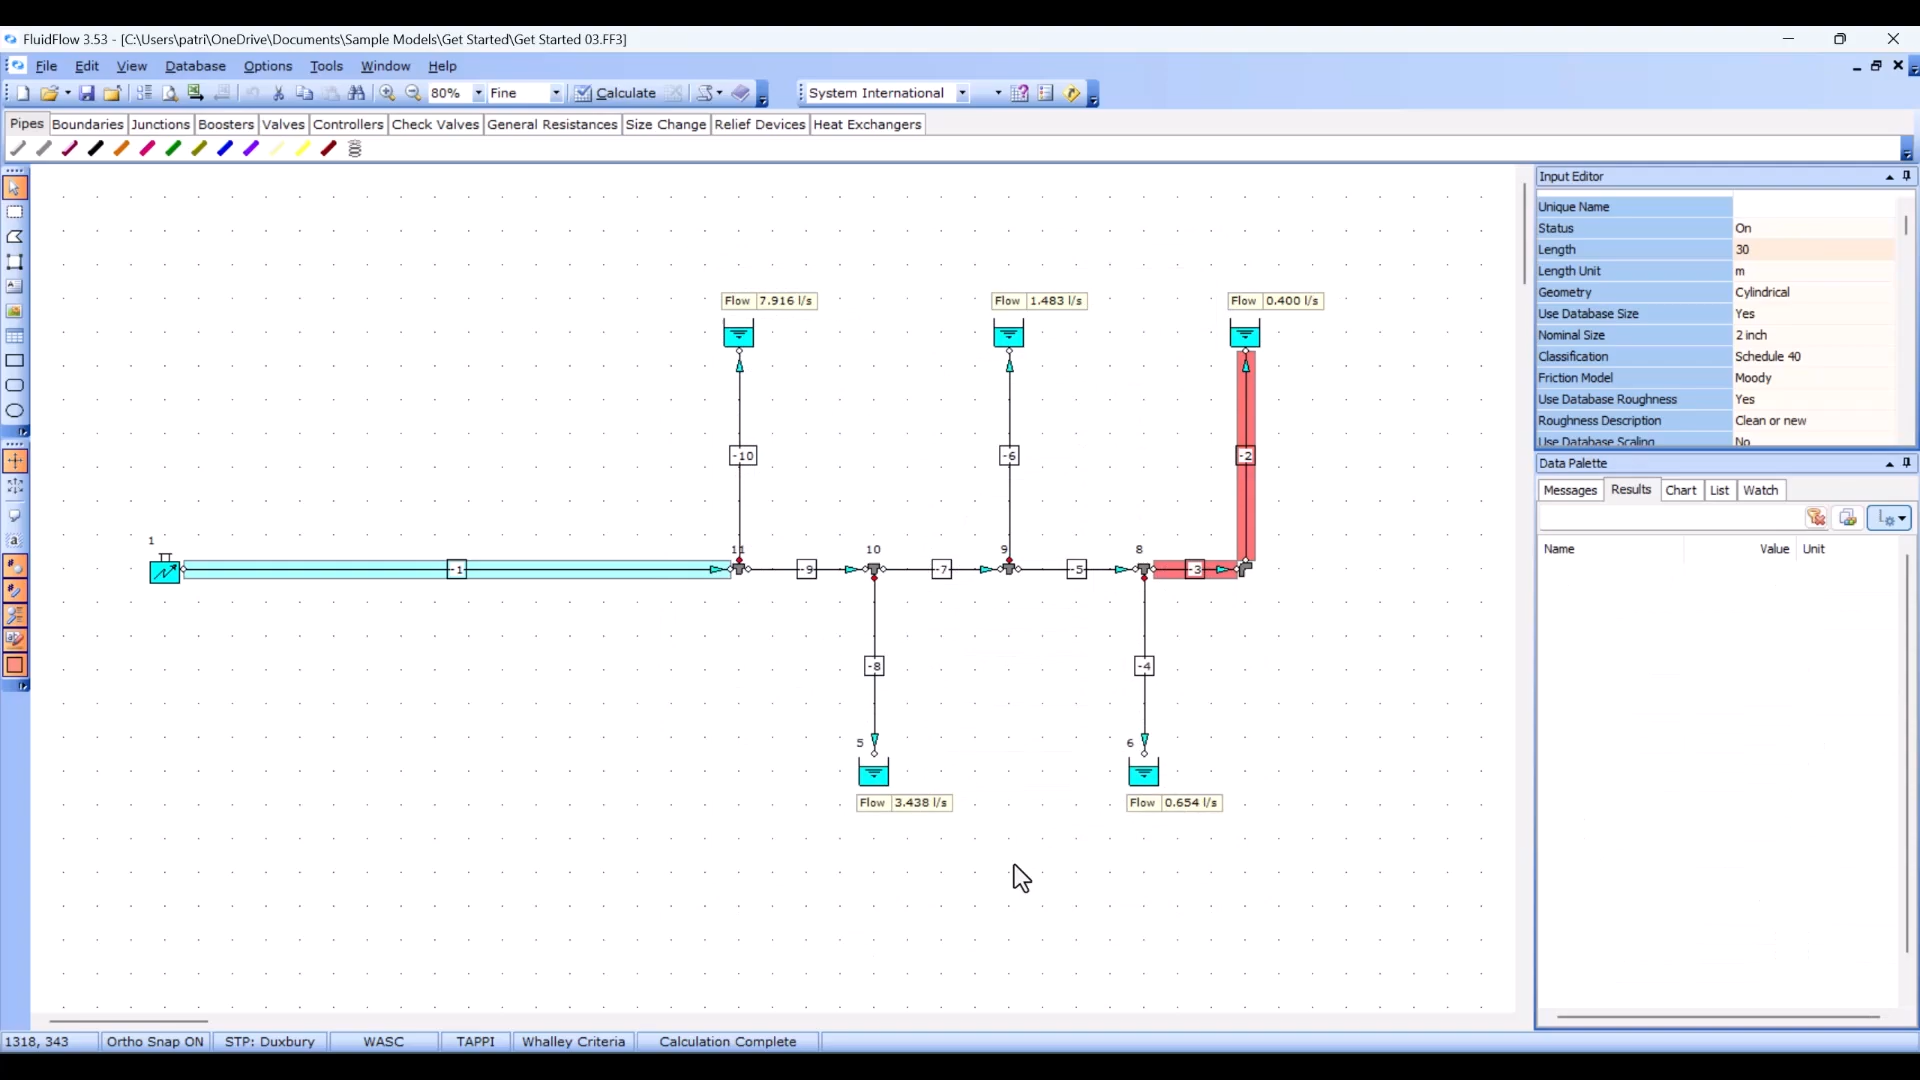 FluidFlow 3.53 - [C:\Users\patri\OneDrive\Documents\Sample Models\Get Started\Get Started 03.FF3]
File Edit View Database Options Tools Window Help
80% Fine Calculate System International
Pipes Boundaries Junctions Boosters Valves Controllers Check Valves General Resistances Size Change Relief Devices Heat Exchangers
Input Editor
Unique Name
Status On
Length 30
Length Unit m
Geometry Cylindrical
Use Database Size Yes
Nominal Size 2 inch
Classification Schedule 40
Friction Model Moody
Use Database Roughness Yes
Roughness Description Clean or new
Use Database Scaling No
Data Palette
Messages Results Chart List Watch
Name Value Unit
Flow 7.916 l/s Flow 1.483 l/s Flow 0.400 l/s
-10 -6 -2
1 11 10 9 8
-1 -9 -7 -5 -3
-8 -4
5 6
Flow 3.438 l/s Flow 0.654 l/s
1318, 343 Ortho Snap ON STP: Duxbury WASC TAPPI Whalley Criteria Calculation Complete